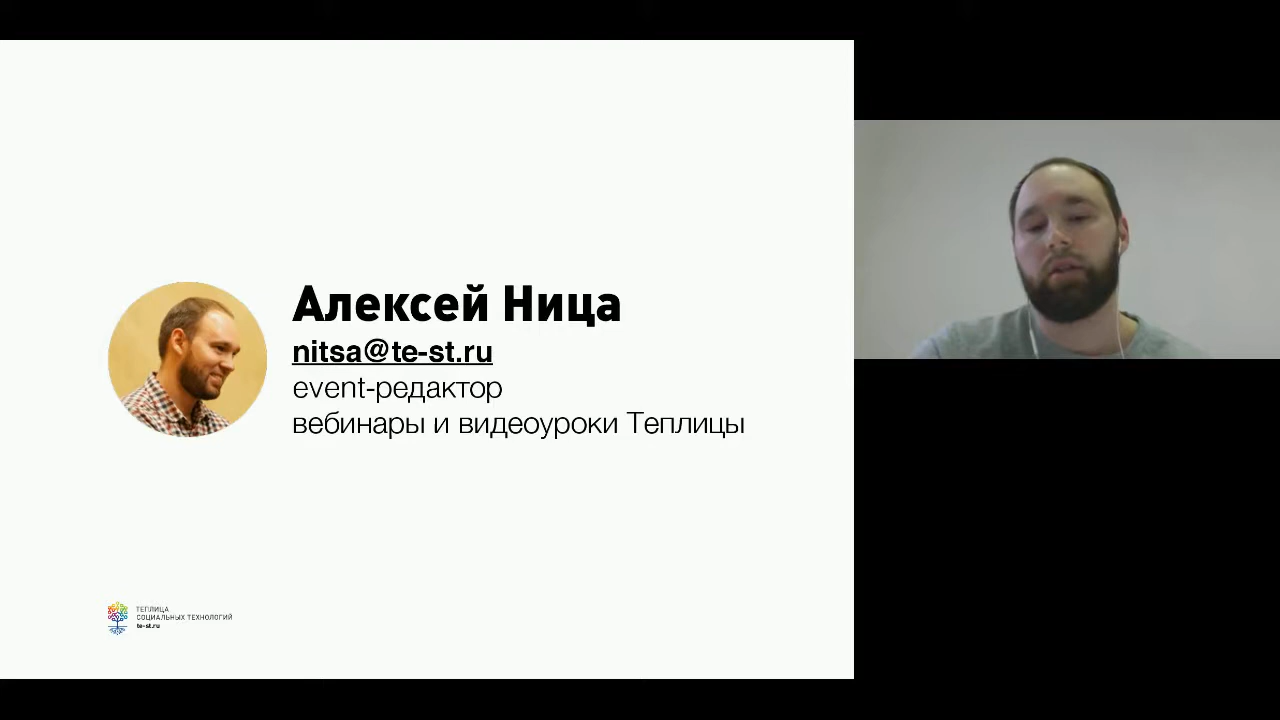 Алексей Ница
nitsa@te-st.ru
event-редактор
вебинары и видеоуроки Теплицы
ТЕПЛИЦА
СОЦИАЛЬНЫХ ТЕХНОЛОГИЙ
te-st.ru